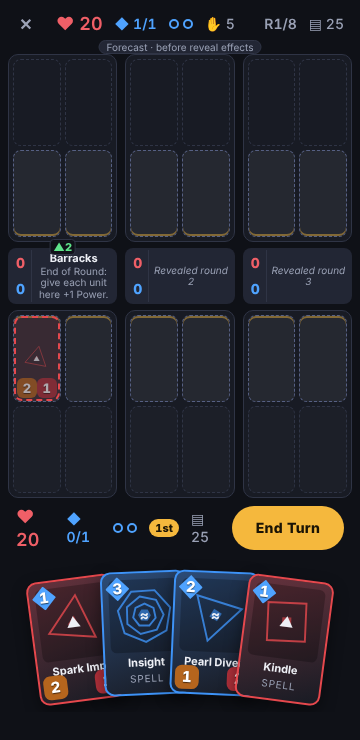 ✕ ♥ 20 ◆ 1/1 5 R1/8 25
Forecast · before reveal effects
▲2
0 0 Barracks
End of Round:
give each unit
here +1 Power.
0 0 Revealed round
2
0 0 Revealed round
3
2 1
20 0/1 1st 25 End Turn
1 Spark Imp
2
3 Insight
SPELL
2 Pearl Dive
1
1 Kindle
SPELL